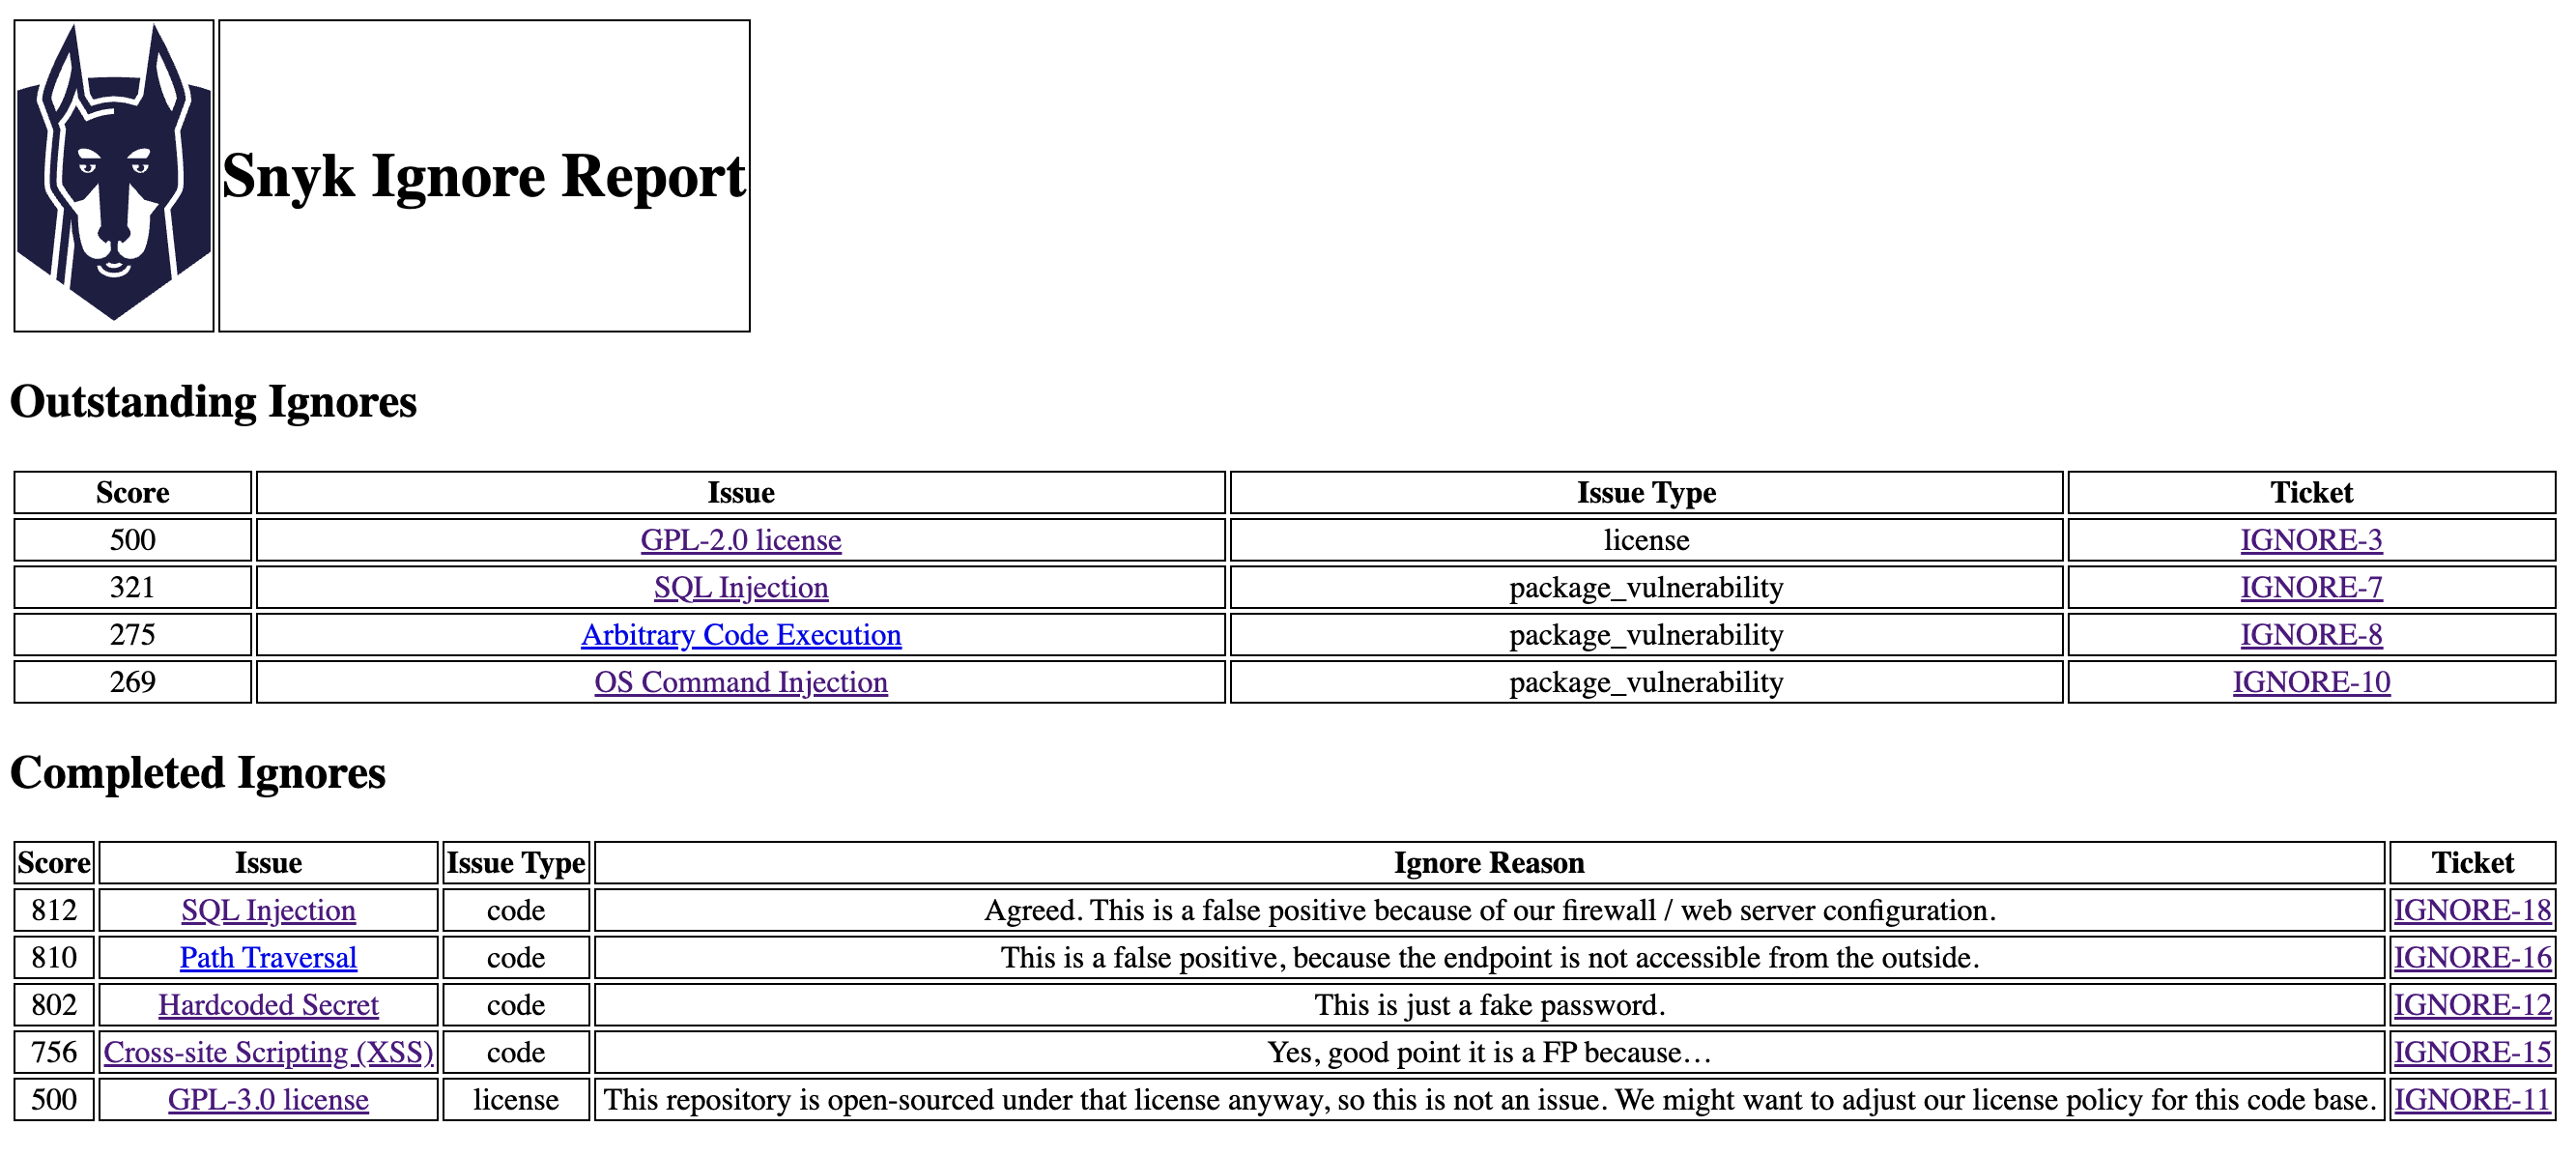 Snyk Ignore Report
Outstanding Ignores
Score Issue Issue Type Ticket
500 GPL-2.0 license license IGNORE-3
321 SQL Injection package_vulnerability IGNORE-7
275 Arbitrary Code Execution package_vulnerability IGNORE-8
269 OS Command Injection package_vulnerability IGNORE-10
Completed Ignores
Score Issue Issue Type Ignore Reason Ticket
812 SQL Injection code Agreed. This is a false positive because of our firewall / web server configuration. IGNORE-18
810 Path Traversal code This is a false positive, because the endpoint is not accessible from the outside. IGNORE-16
802 Hardcoded Secret code This is just a fake password. IGNORE-12
756 Cross-site Scripting (XSS) code Yes, good point it is a FP because… IGNORE-15
500 GPL-3.0 license license This repository is open-sourced under that license anyway, so this is not an issue. We might want to adjust our license policy for this code base. IGNORE-11